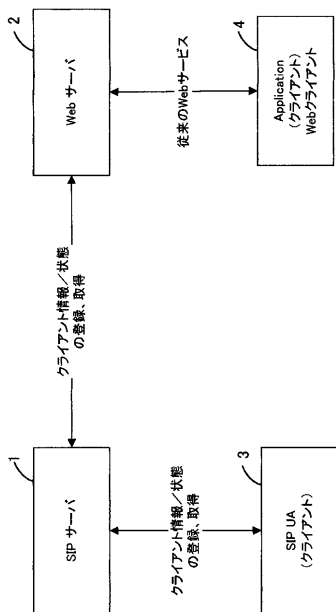 1
SIP サーバ
クライアント情報/状態
の登録、取得
2
Web サーバ
クライアント情報/状態
の登録、取得
従来のWebサービス
3
SIP UA
(クライアント)
4
Application
(クライアント)
Webクライアント